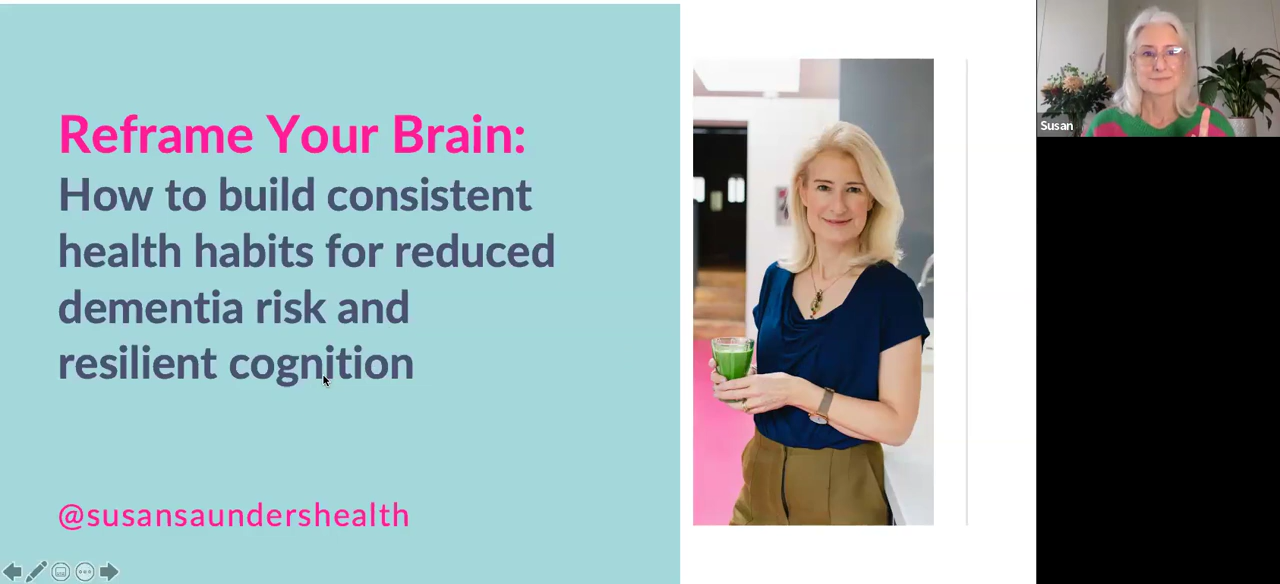 Reframe Your Brain:
How to build consistent
health habits for reduced
dementia risk and
resilient cognition
@susansaundershealth
Susan